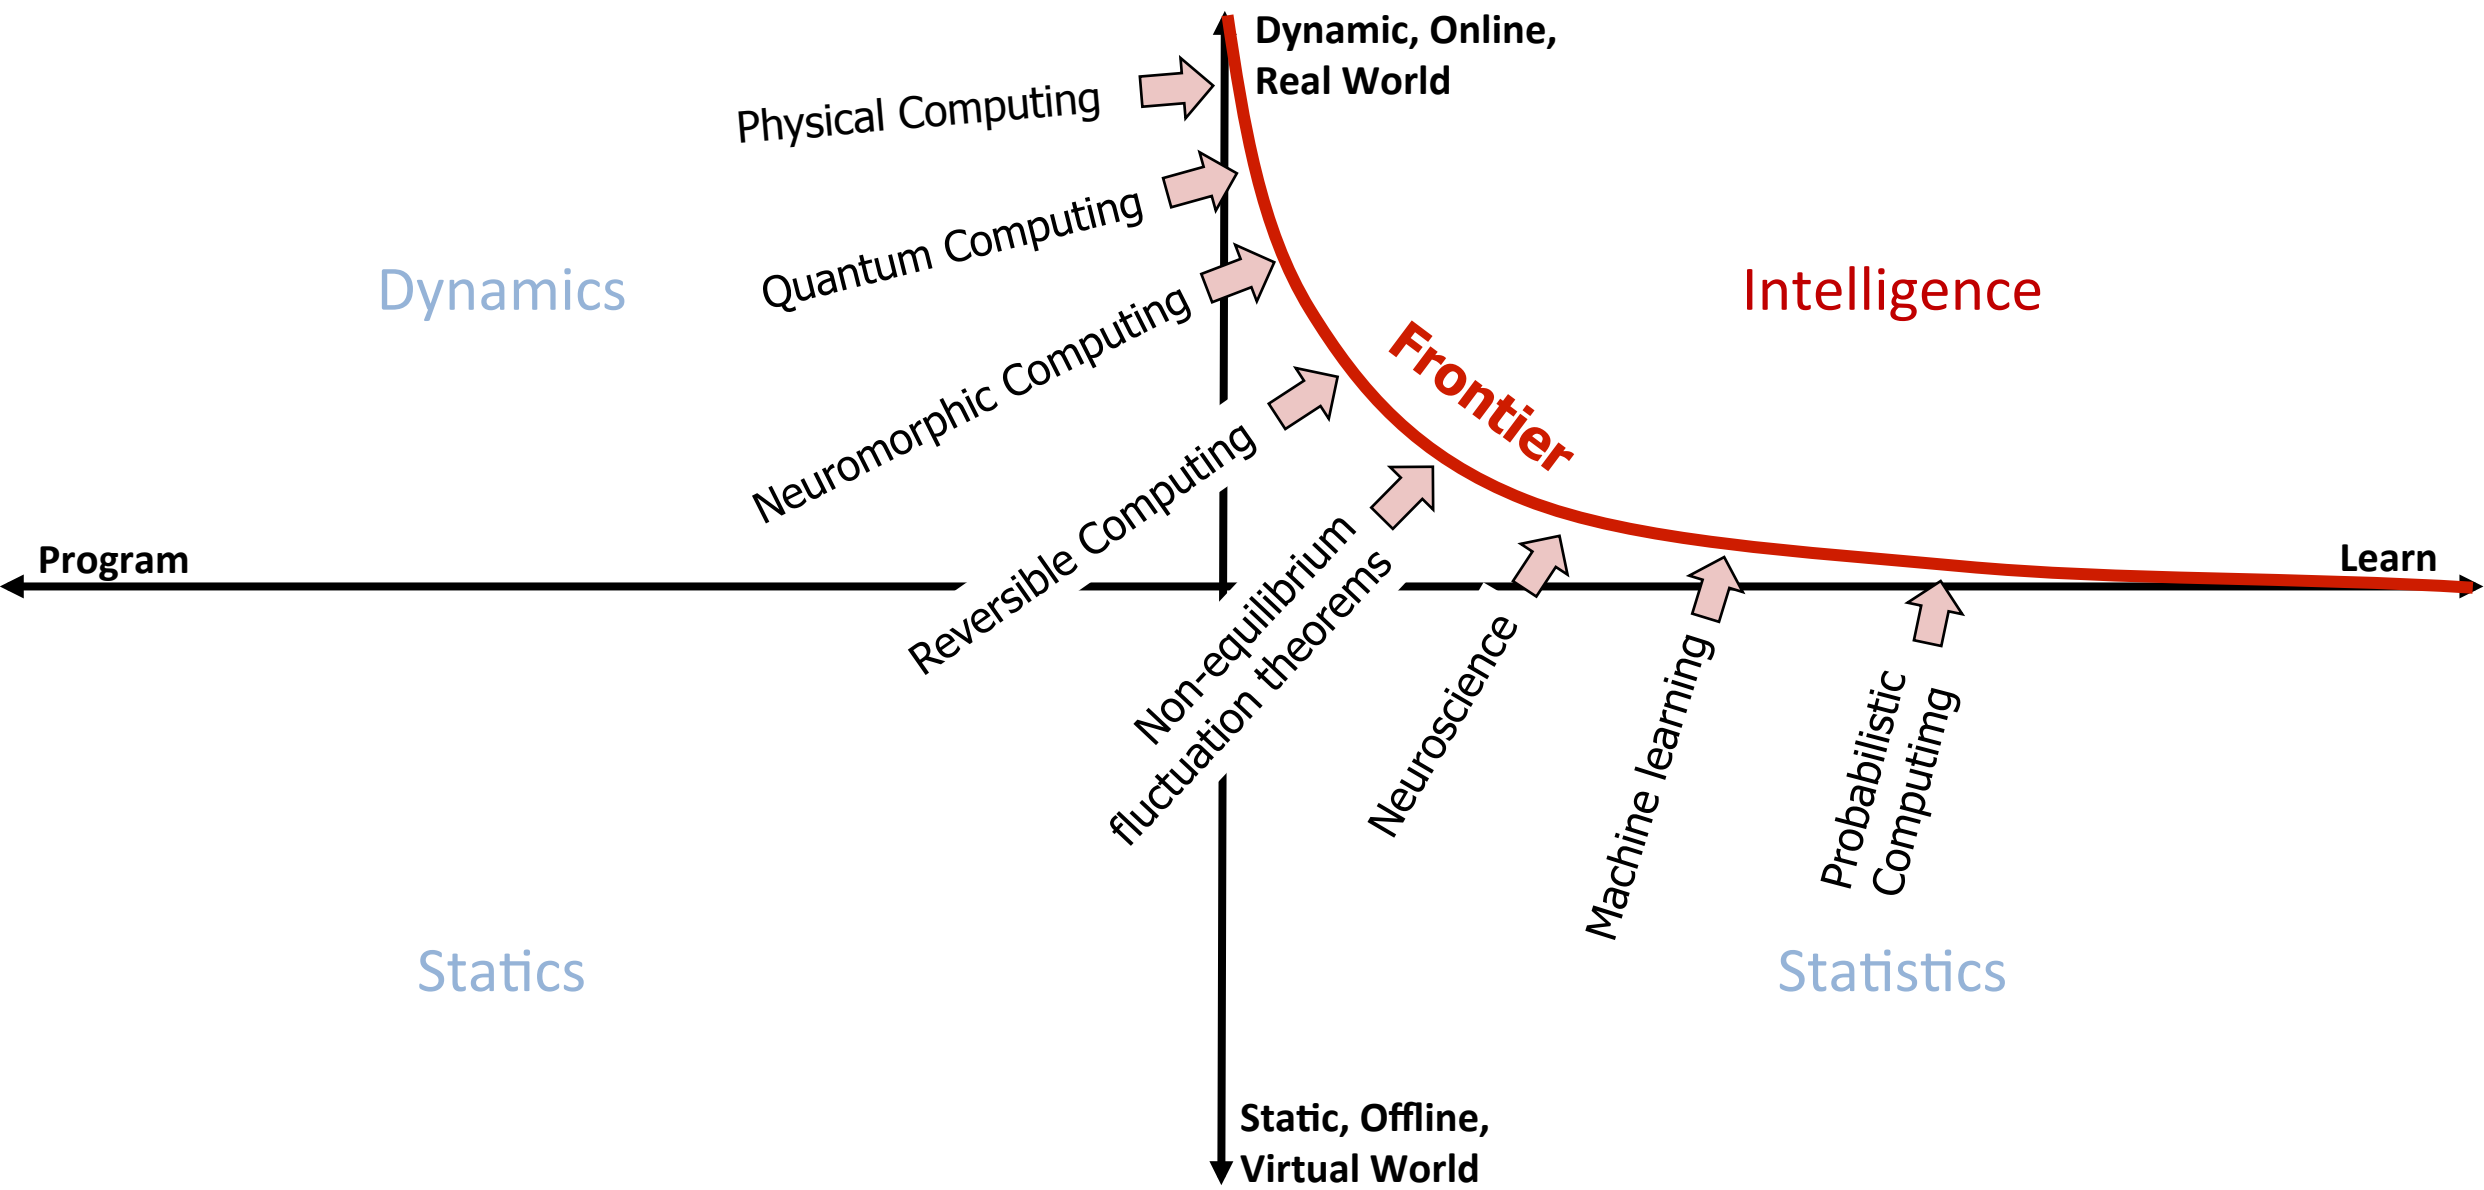 Dynamic, Online,
Real World
Physical Computing
Quantum Computing
Dynamics
Intelligence
Neuromorphic Computing
Frontier
Reversible Computing
Program
Learn
Non-equilibrium
fluctuation theorems
Neuroscience
Machine learning
Probabilistic
Computimg
Statics
Statistics
Static, Offline,
Virtual World